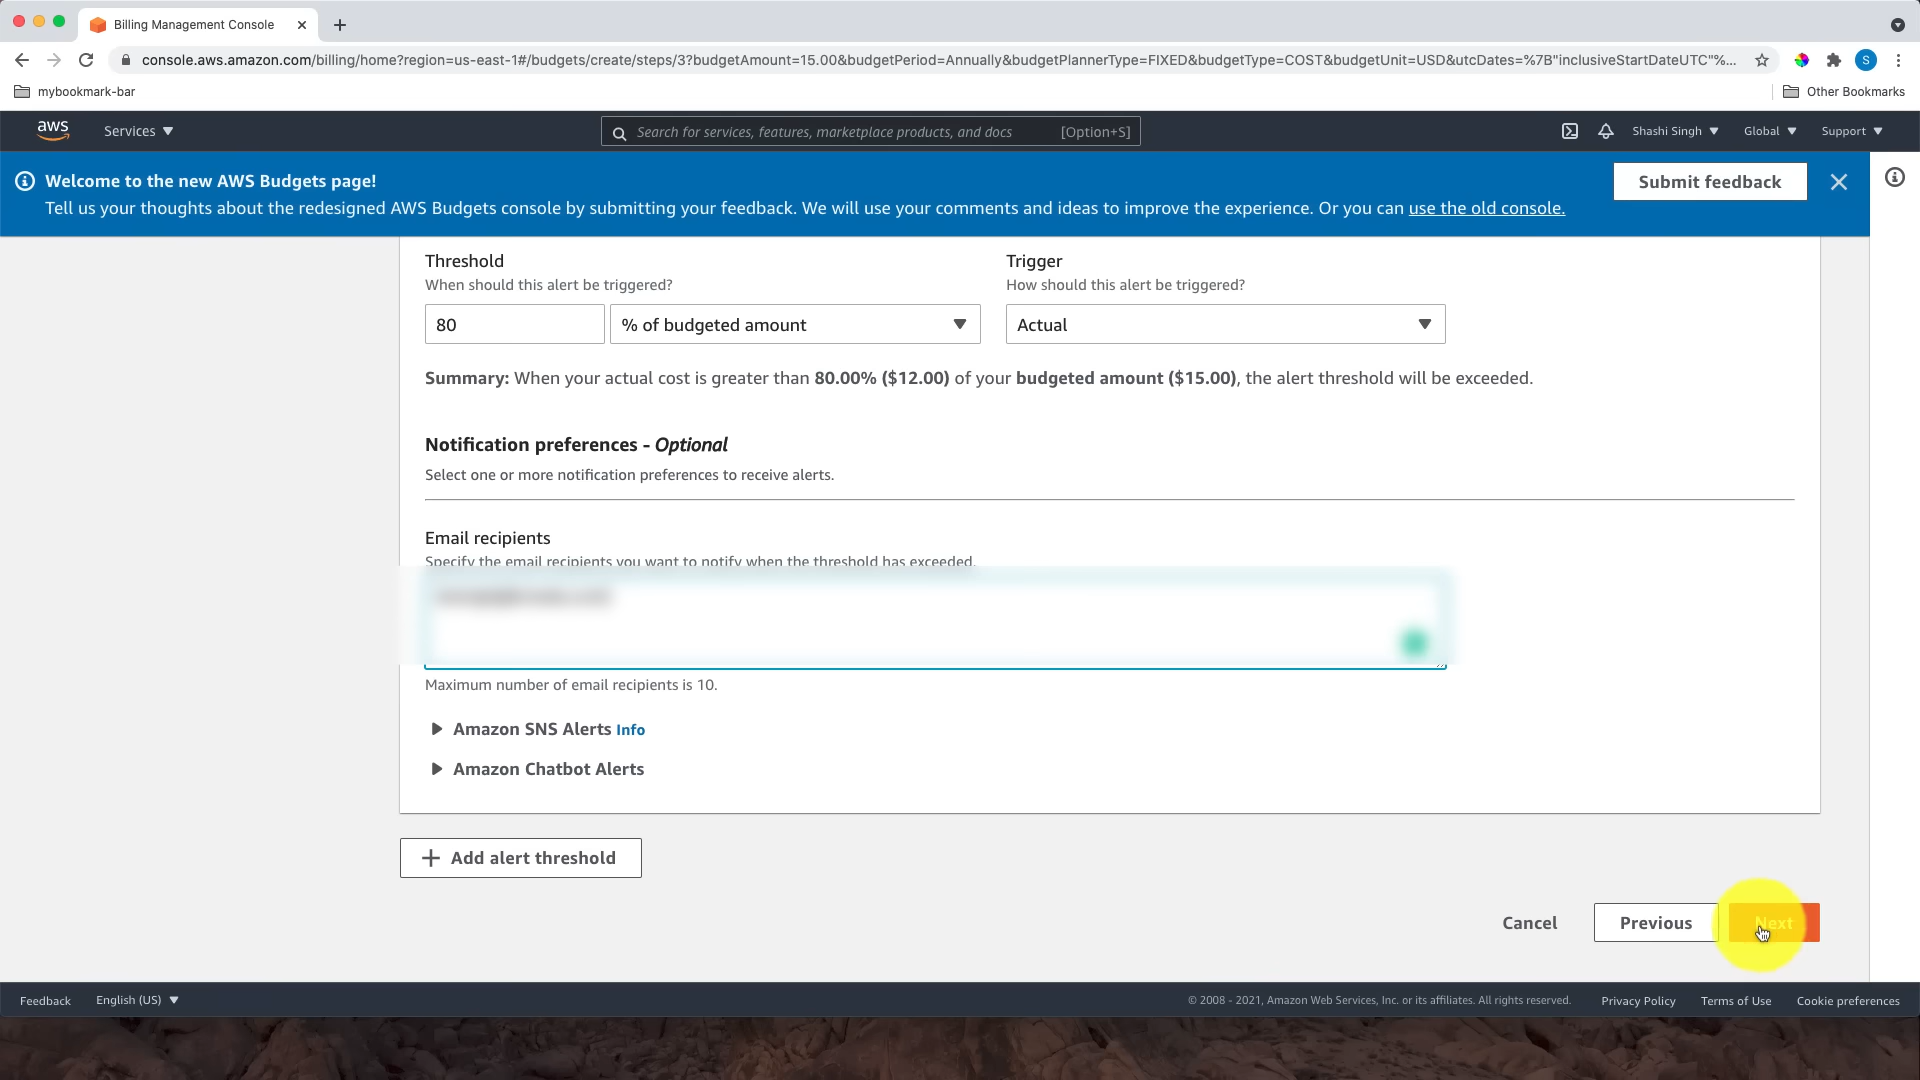 Billing Management Console
console.aws.amazon.com/billing/home?region=us-east-1#/budgets/create/steps/3?budgetAmount=15.00&budgetPeriod=Annually&budgetPlannerType=FIXED&budgetType=COST&budgetUnit=USD&utcDates=%7B"inclusiveStartDateUTC"%...
S
mybookmark-bar
Other Bookmarks
aws
Services
Search for services, features, marketplace products, and docs
[Option+S]
Shashi Singh
Global
Support
Welcome to the new AWS Budgets page!
Tell us your thoughts about the redesigned AWS Budgets console by submitting your feedback. We will use your comments and ideas to improve the experience. Or you can use the old console.
Submit feedback
Threshold
When should this alert be triggered?
80
% of budgeted amount
Trigger
How should this alert be triggered?
Actual
Summary: When your actual cost is greater than 80.00% ($12.00) of your budgeted amount ($15.00), the alert threshold will be exceeded.
Notification preferences - Optional
Select one or more notification preferences to receive alerts.
Email recipients
Specify the email recipients you want to notify when the threshold has exceeded.
Maximum number of email recipients is 10.
Amazon SNS Alerts Info
Amazon Chatbot Alerts
Add alert threshold
Cancel
Previous
Next
Feedback
English (US)
© 2008 - 2021, Amazon Web Services, Inc. or its affiliates. All rights reserved.
Privacy Policy
Terms of Use
Cookie preferences